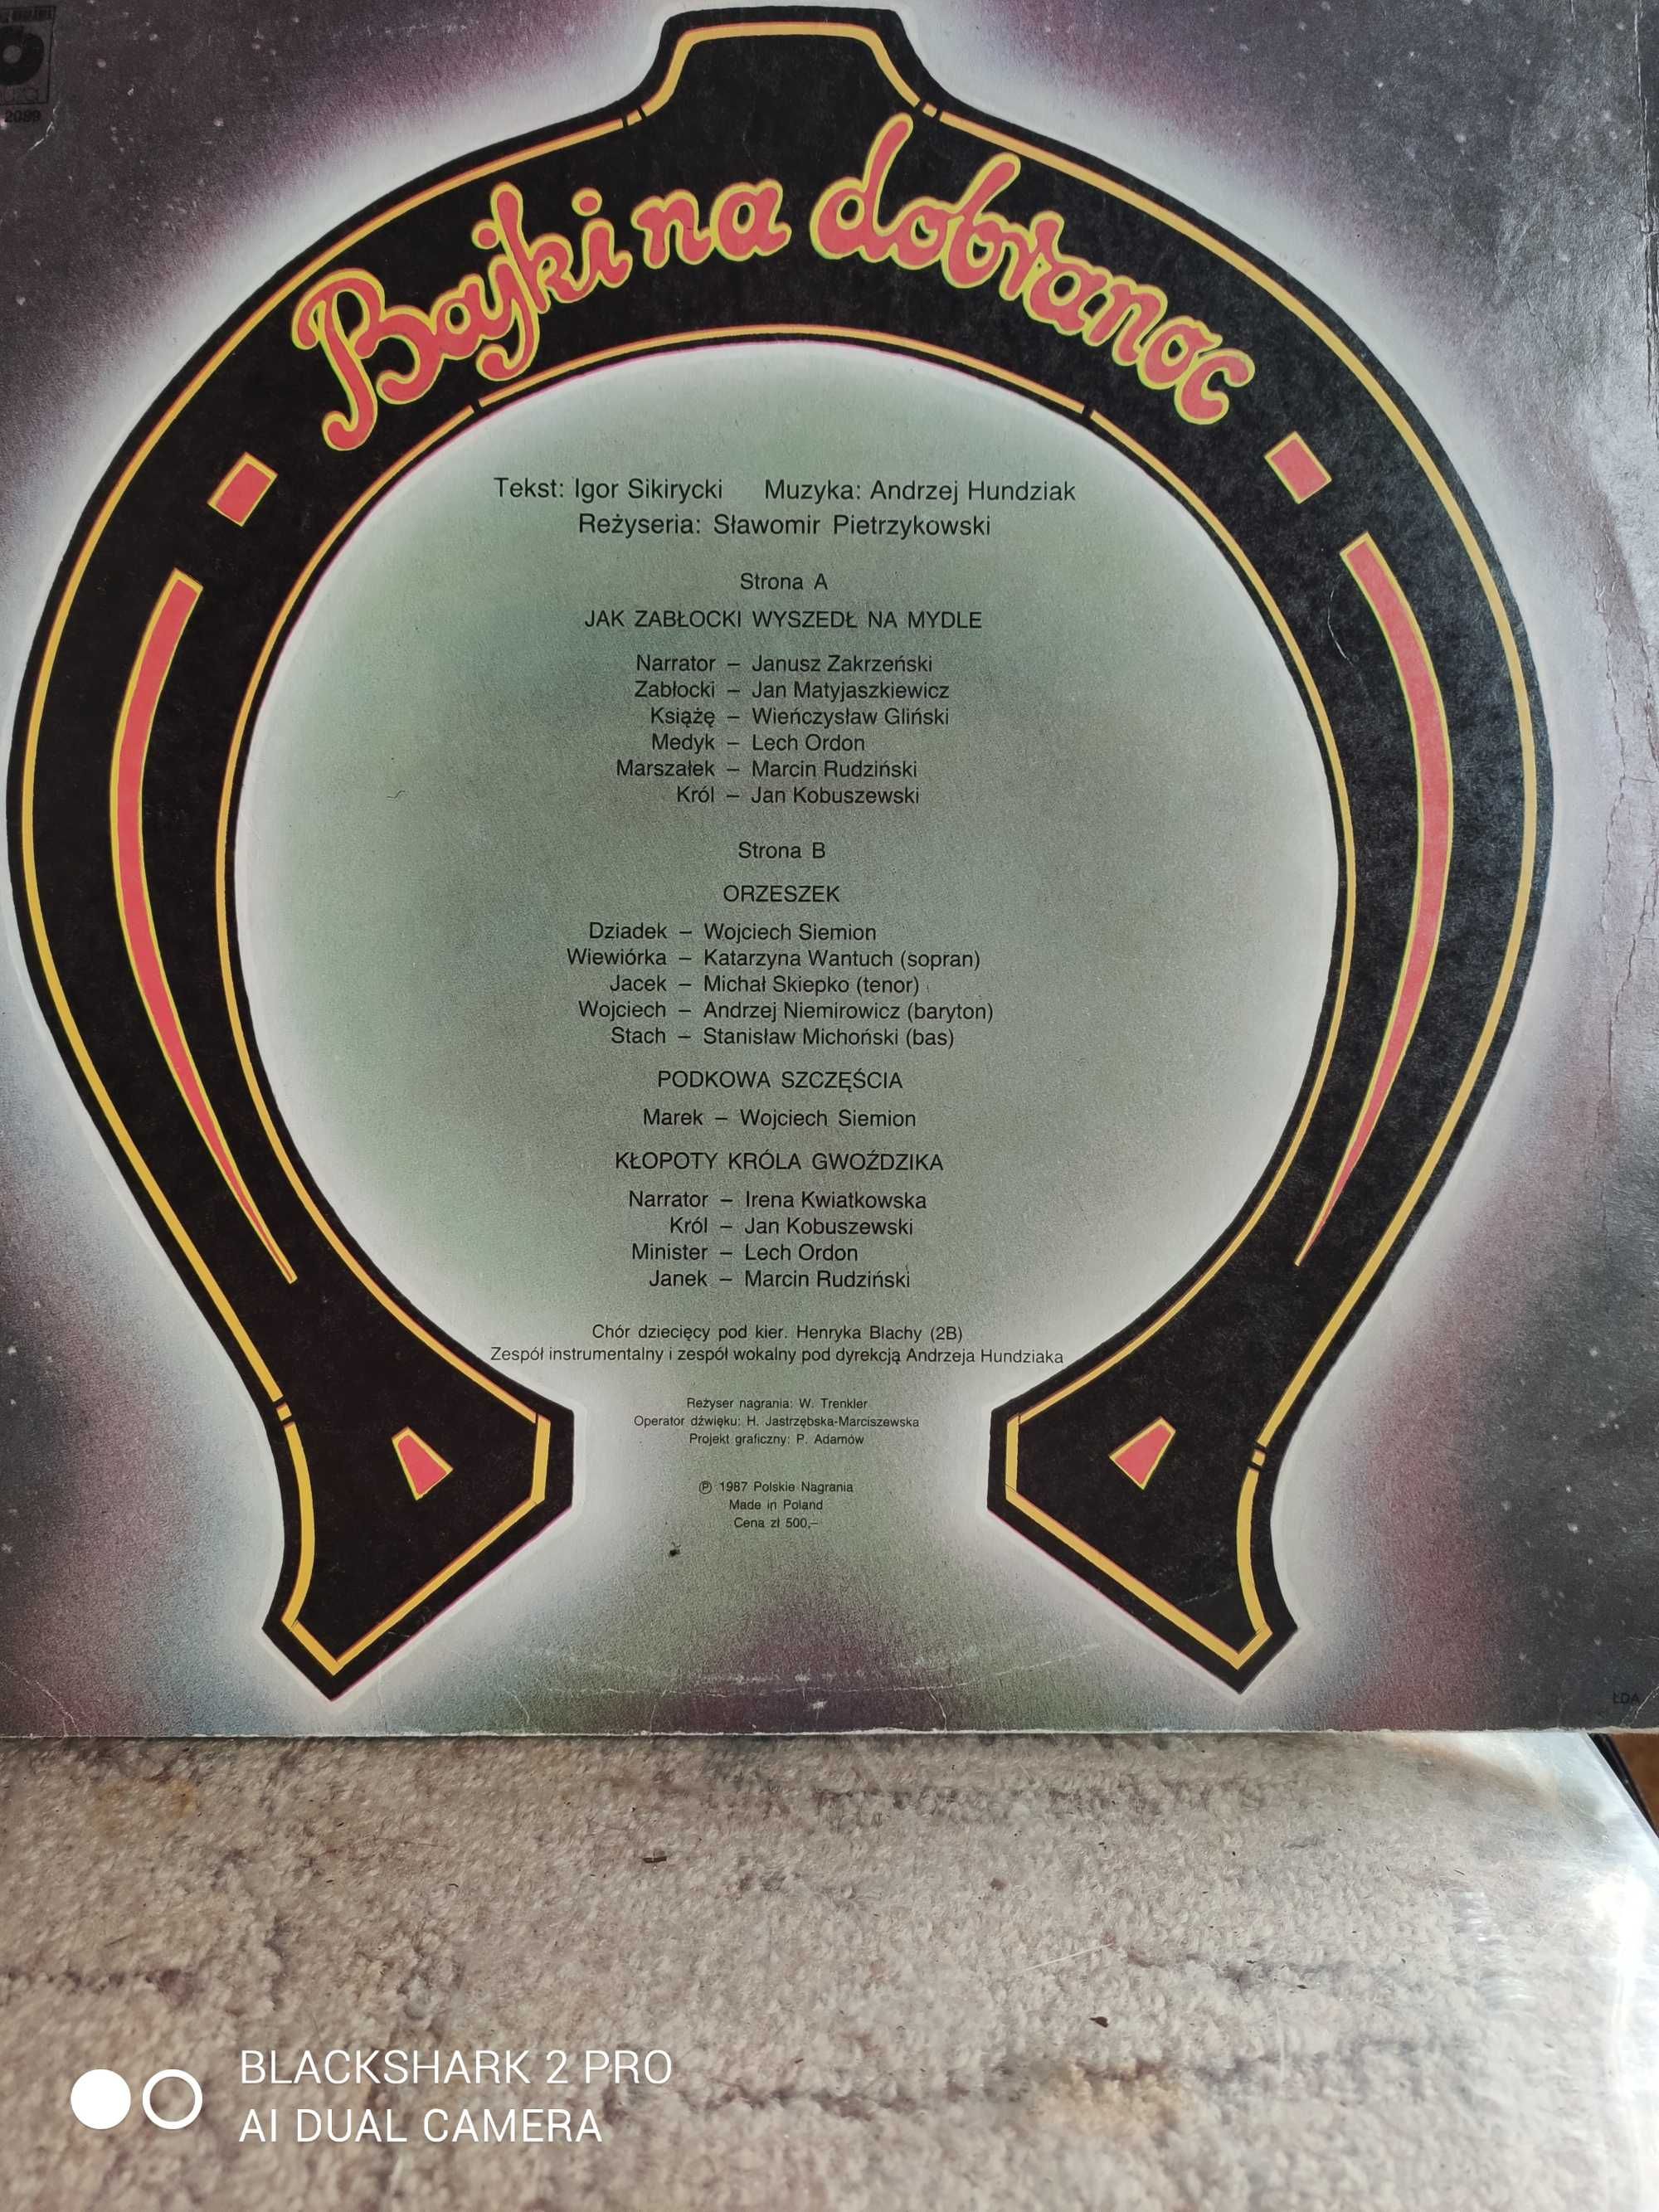 2099
Bajki na dobranoc
Tekst: Igor Sikirycki Muzyka: Andrzej Hundziak
Reżyseria: Sławomir Pietrzykowski
Strona A
JAK ZABŁOCKI WYSZEDŁ NA MYDLE
Narrator – Janusz Zakrzeński
Zabłocki – Jan Matyjaszkiewicz
Książę – Wieńczysław Gliński
Medyk – Lech Ordon
Marszałek – Marcin Rudziński
Król – Jan Kobuszewski
Strona B
ORZESZEK
Dziadek – Wojciech Siemion
Wiewiórka – Katarzyna Wantuch (sopran)
Jacek – Michał Skiepko (tenor)
Wojciech – Andrzej Niemirowicz (baryton)
Stach – Stanisław Michoński (bas)
PODKOWA SZCZĘŚCIA
Marek – Wojciech Siemion
KŁOPOTY KRÓLA GWOŹDZIKA
Narrator – Irena Kwiatkowska
Król – Jan Kobuszewski
Minister – Lech Ordon
Janek – Marcin Rudziński
Chór dziecięcy pod kier. Henryka Blachy (2B)
Zespół instrumentalny i zespół wokalny pod dyrekcją Andrzeja Hundziaka
Reżyser nagrania: W. Trenkler
Operator dźwięku: H. Jastrzębska-Marciszewska
Projekt graficzny: P. Adamów
℗ 1987 Polskie Nagrania
Made in Poland
Cena zł 500,–
ŁDA
BLACKSHARK 2 PRO
AI DUAL CAMERA